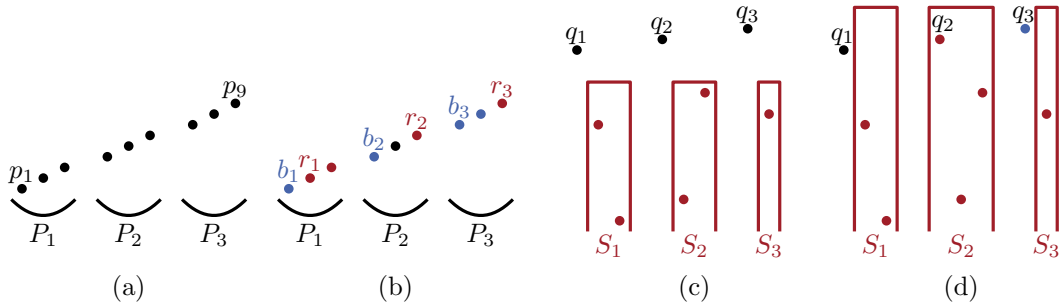 p1 p9
P1 P2 P3
(a)
b1 r1 b2 r2 b3 r3
P1 P2 P3
(b)
q1 q2 q3
S1 S2 S3
(c)
q1 q2 q3
S1 S2 S3
(d)